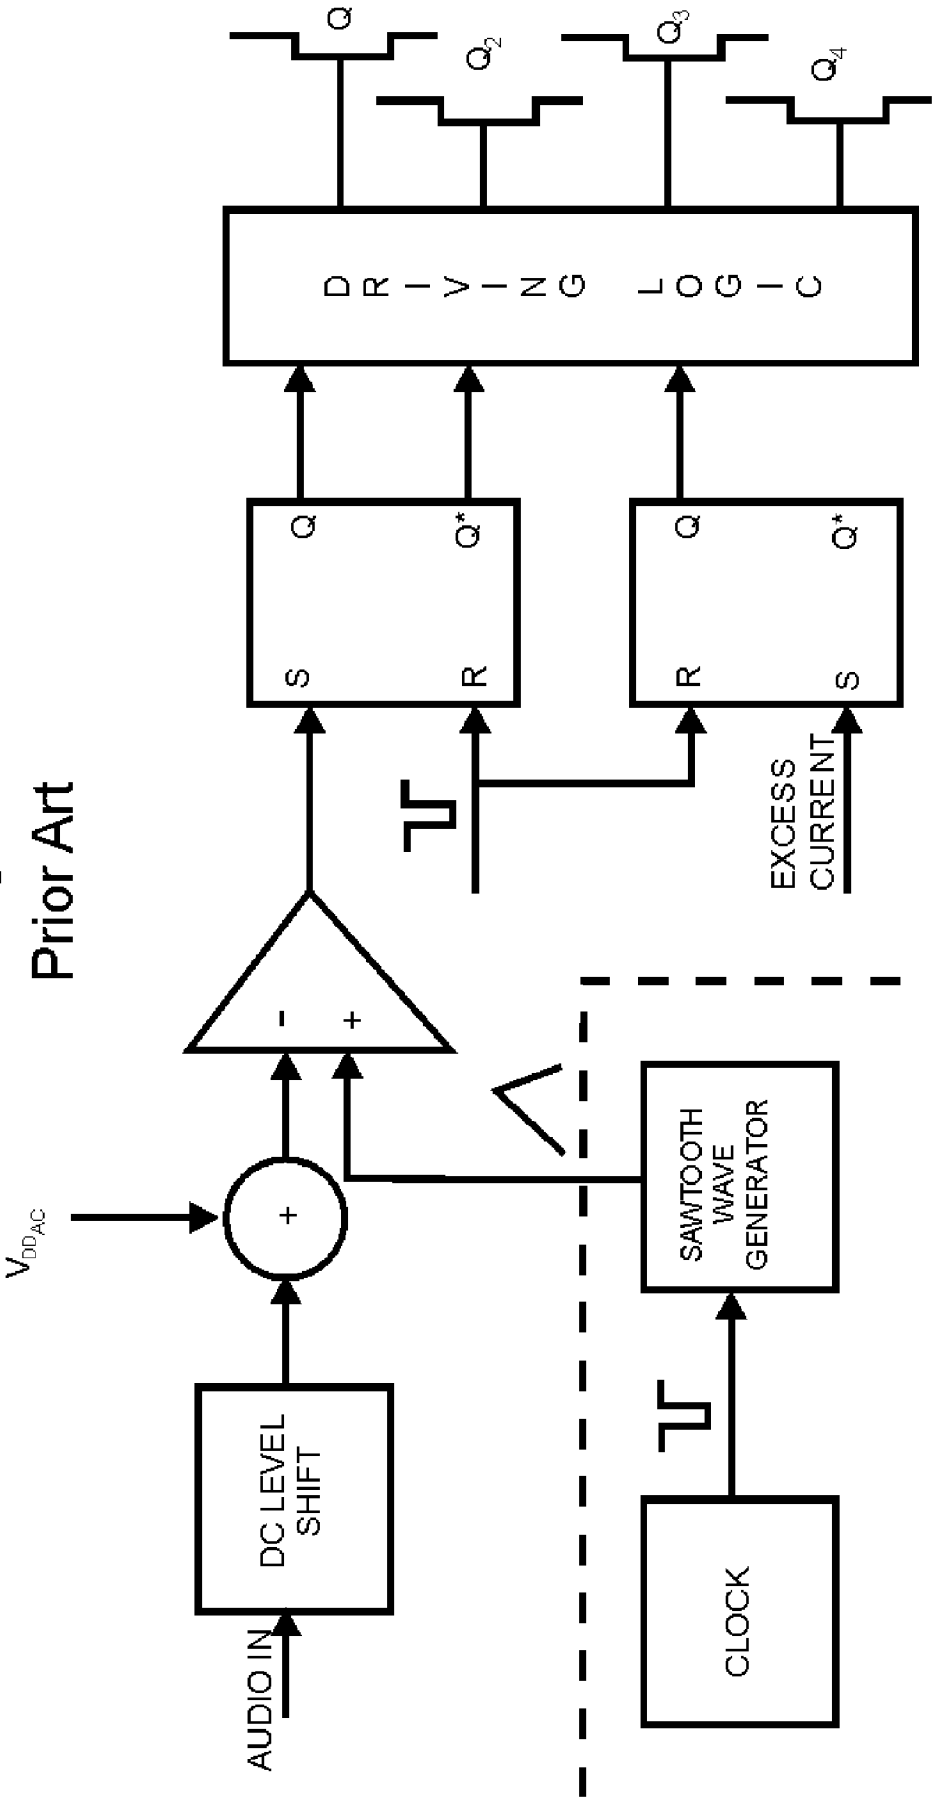 Prior Art
V_DD_AC
AUDIO IN
DC LEVEL
SHIFT
+
-
+
S
Q
R
Q*
DRIVING LOGIC
Q
Q2
Q3
Q4
R
Q
S
Q*
EXCESS
CURRENT
CLOCK
SAWTOOTH
WAVE
GENERATOR